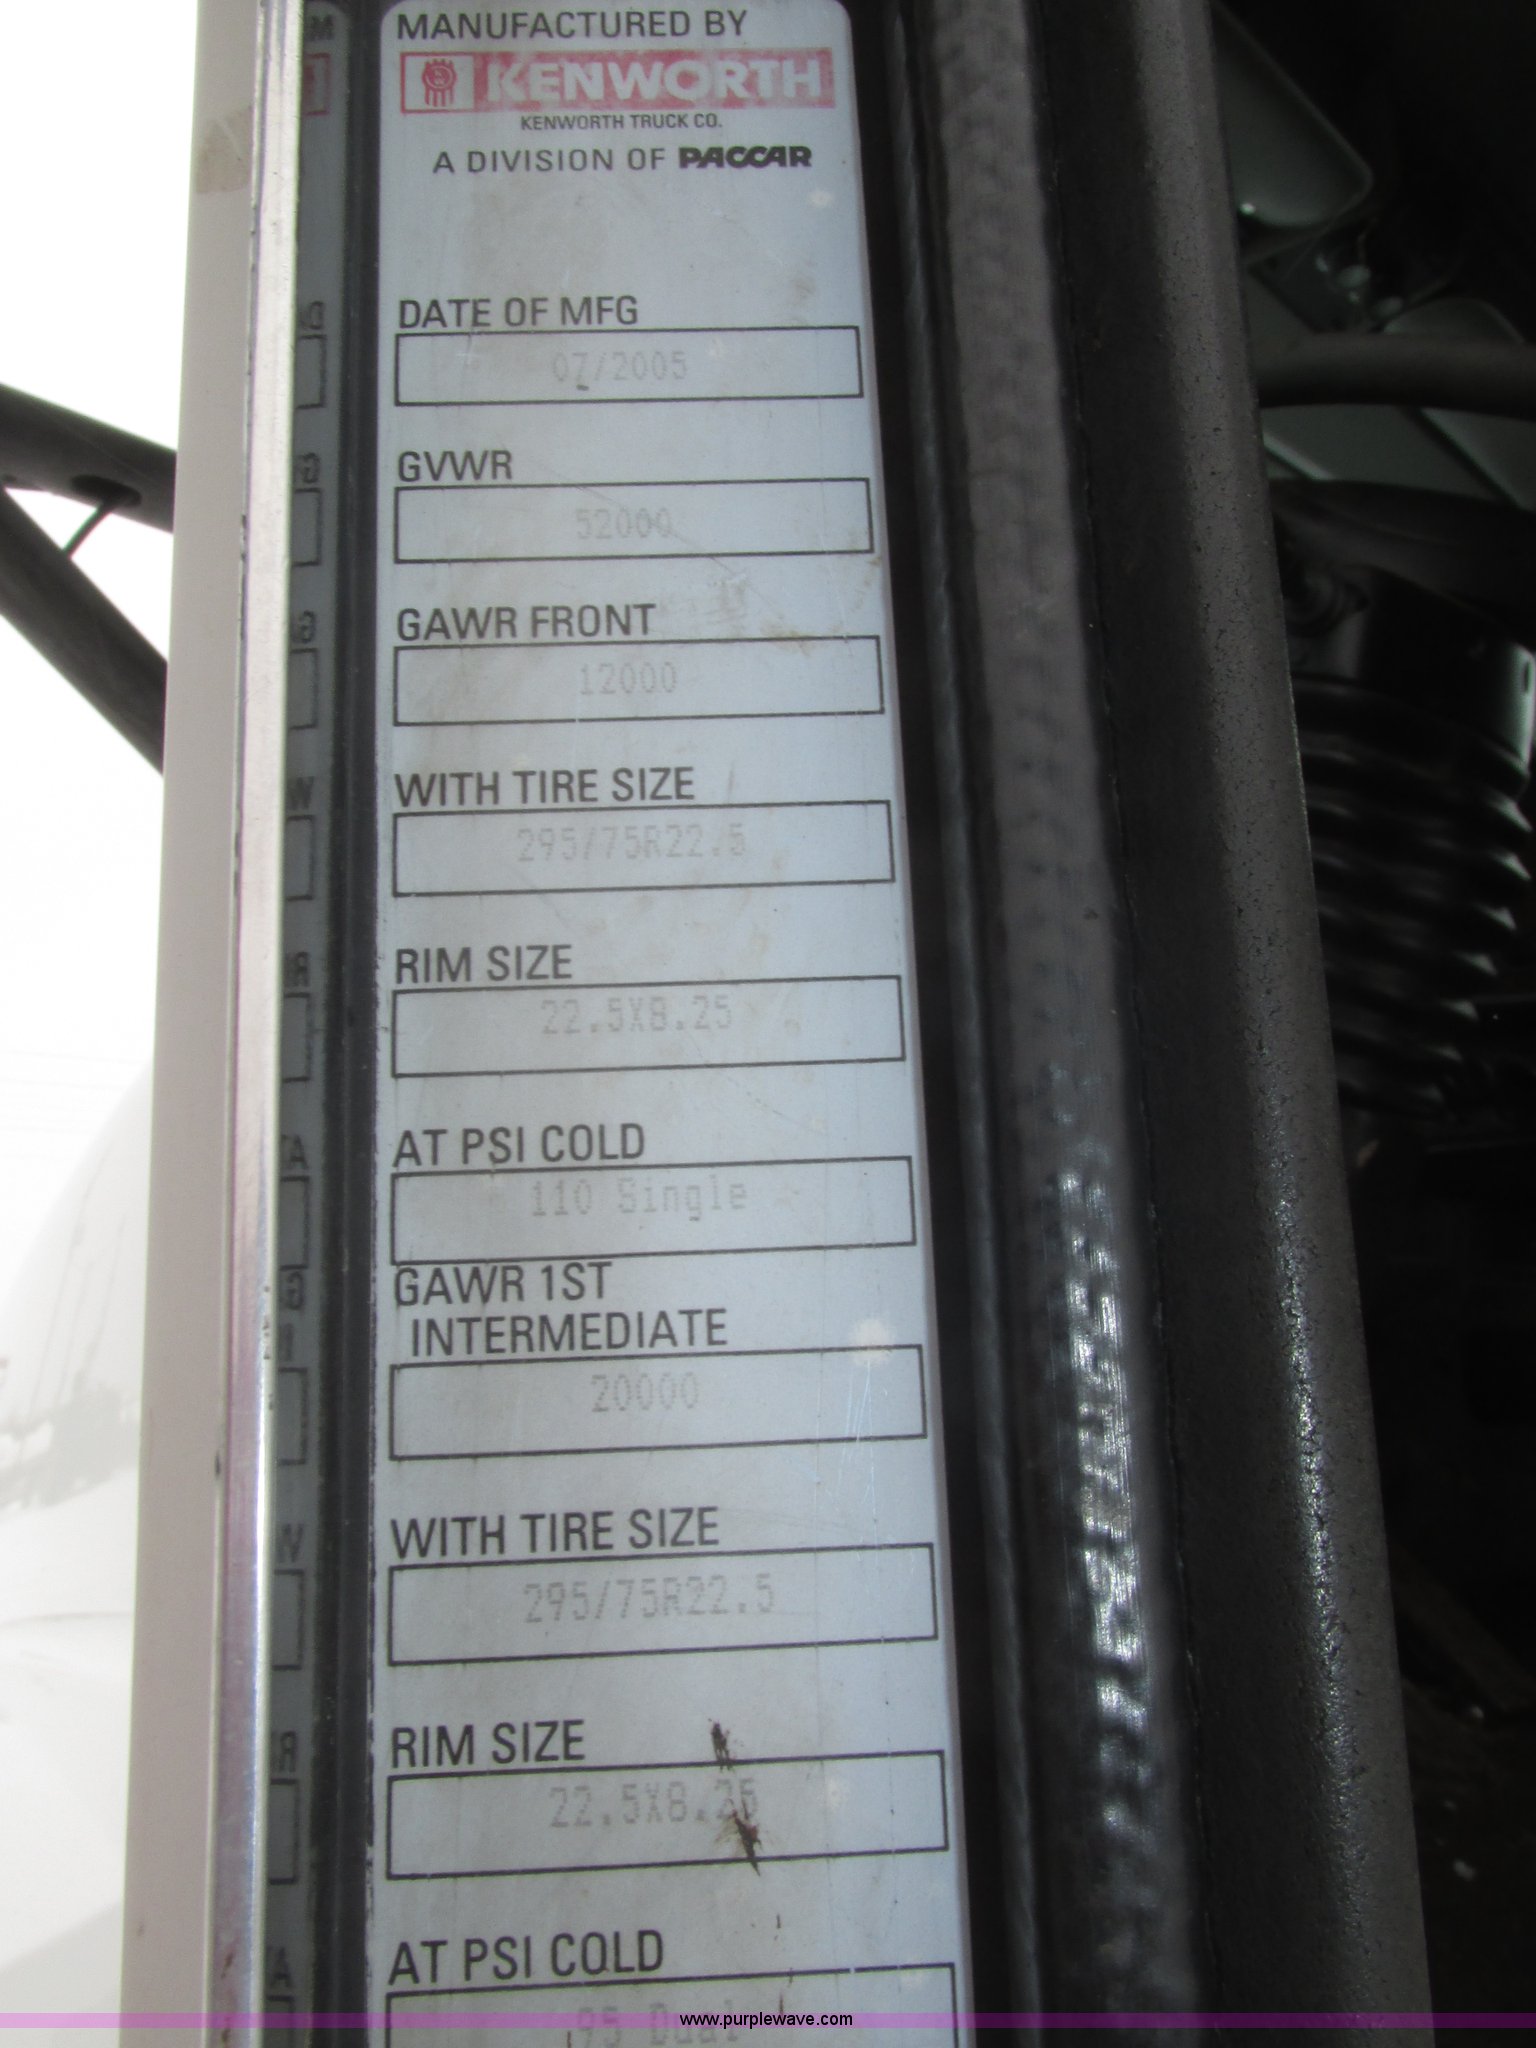 MANUFACTURED BY
KENWORTH
KENWORTH TRUCK CO.
A DIVISION OF PACCAR
DATE OF MFG
07/2005
GVWR
52000
GAWR FRONT
12000
WITH TIRE SIZE
295/75R22.5
RIM SIZE
22.5X8.25
AT PSI COLD
110 Single
GAWR 1ST
INTERMEDIATE
20000
WITH TIRE SIZE
295/75R22.5
RIM SIZE
22.5X8.25
AT PSI COLD
95 Dual
www.purplewave.com